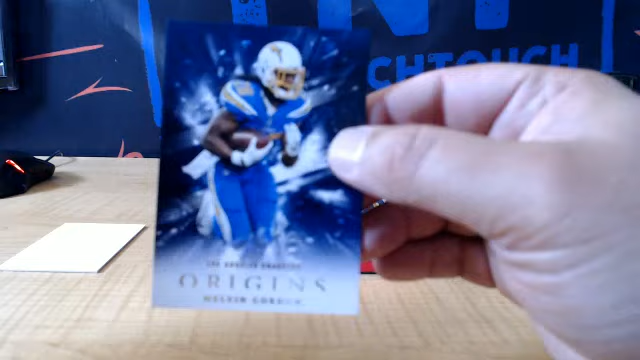 CHTOUCH
LOS ANGELES CHARGERS
ORIGINS
MELVIN GORDON